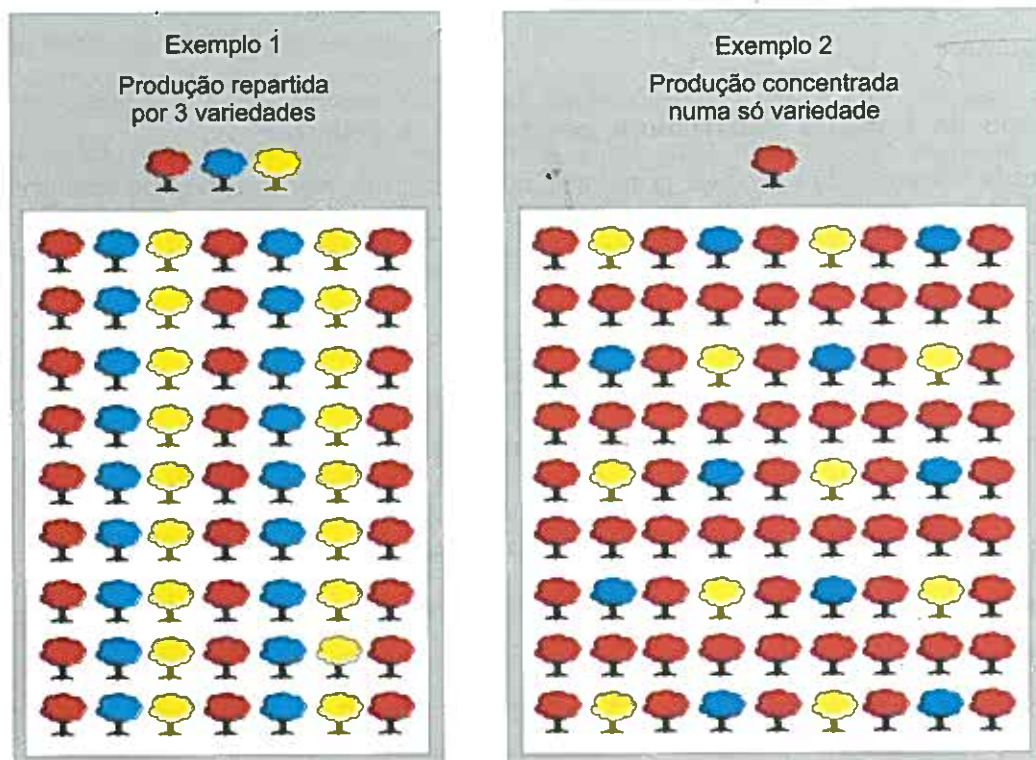 Exemplo 1
Produção repartida
por 3 variedades
Exemplo 2
Produção concentrada
numa só variedade